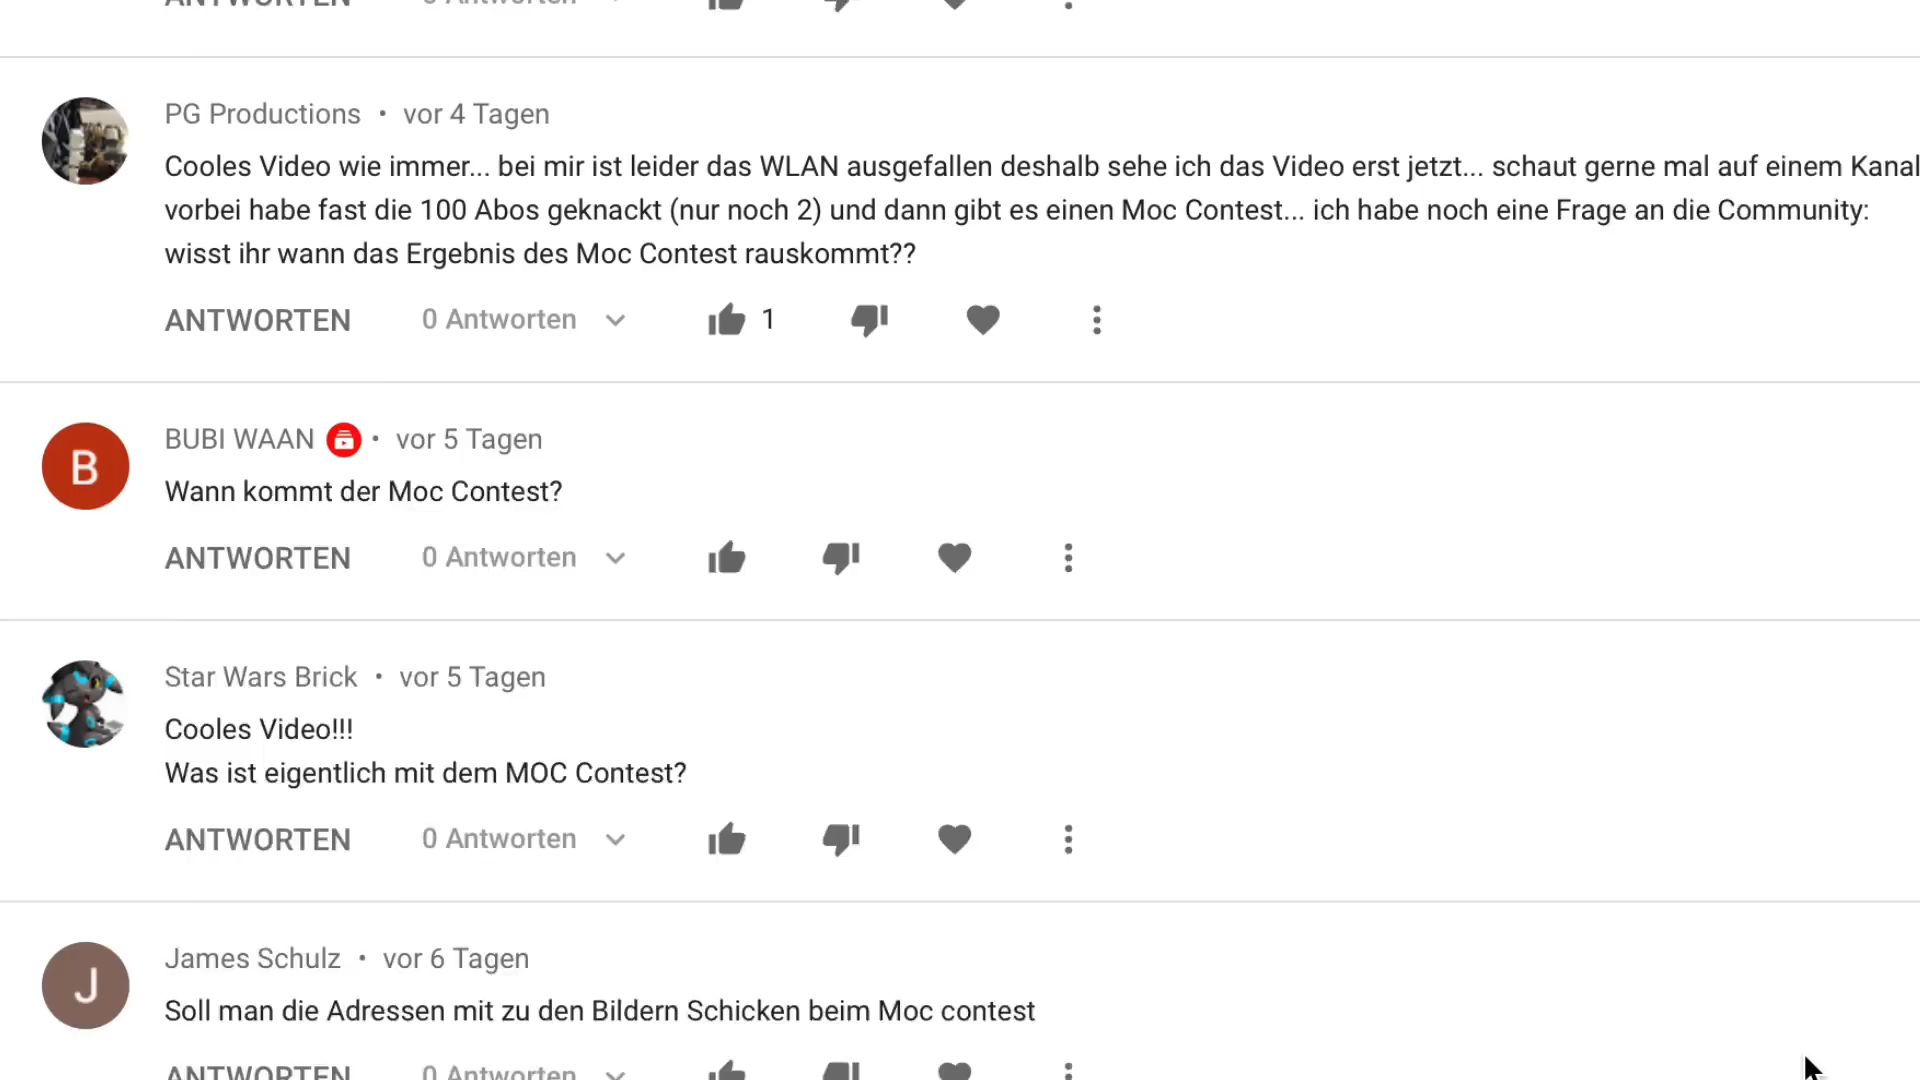 ANTWORTEN 0 Antworten
PG Productions • vor 4 Tagen
Cooles Video wie immer... bei mir ist leider das WLAN ausgefallen deshalb sehe ich das Video erst jetzt... schaut gerne mal auf einem Kanal
vorbei habe fast die 100 Abos geknackt (nur noch 2) und dann gibt es einen Moc Contest... ich habe noch eine Frage an die Community:
wisst ihr wann das Ergebnis des Moc Contest rauskommt??
ANTWORTEN 0 Antworten 1
B
BUBI WAAN • vor 5 Tagen
Wann kommt der Moc Contest?
ANTWORTEN 0 Antworten
Star Wars Brick • vor 5 Tagen
Cooles Video!!!
Was ist eigentlich mit dem MOC Contest?
ANTWORTEN 0 Antworten
J
James Schulz • vor 6 Tagen
Soll man die Adressen mit zu den Bildern Schicken beim Moc contest
ANTWORTEN 0 Antworten